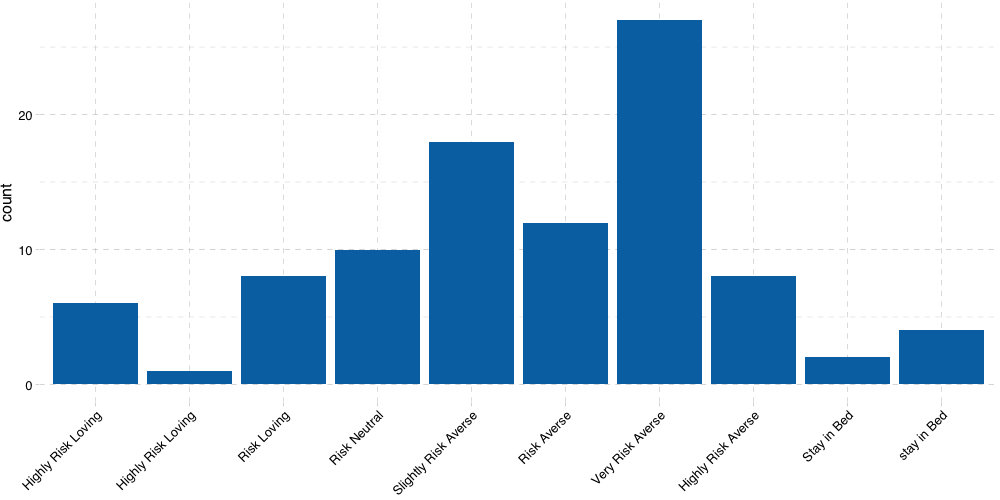 count
20
10
0
Highly Risk Loving
Highly Risk Loving
Risk Loving
Risk Neutral
Slightly Risk Averse
Risk Averse
Very Risk Averse
Highly Risk Averse
Stay in Bed
stay in Bed